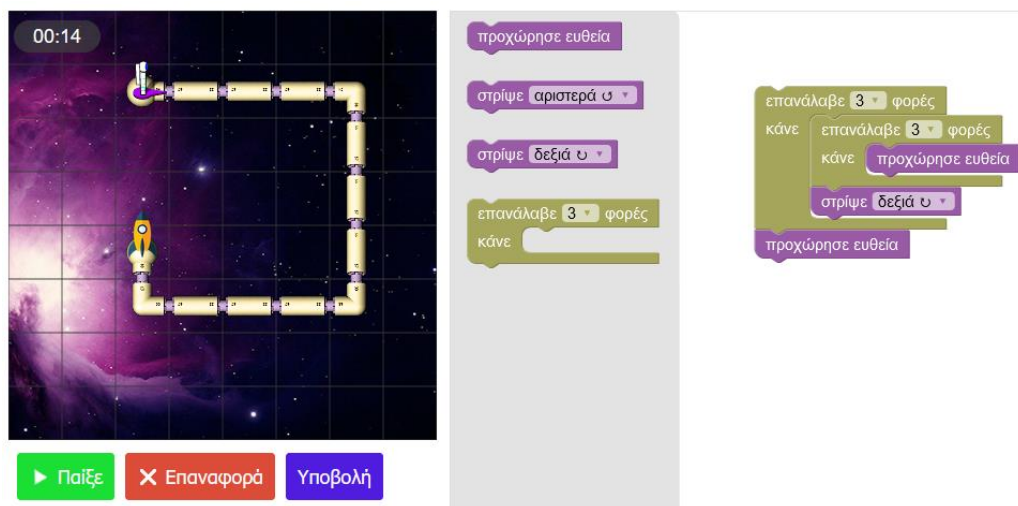 00:14
Παίξε
Επαναφορά
Υποβολή
προχώρησε ευθεία
στρίψε αριστερά ↺
στρίψε δεξιά ↻
επανάλαβε 3 φορές
κάνε
επανάλαβε 3 φορές
κάνε επανάλαβε 3 φορές
κάνε προχώρησε ευθεία
στρίψε δεξιά ↻
προχώρησε ευθεία